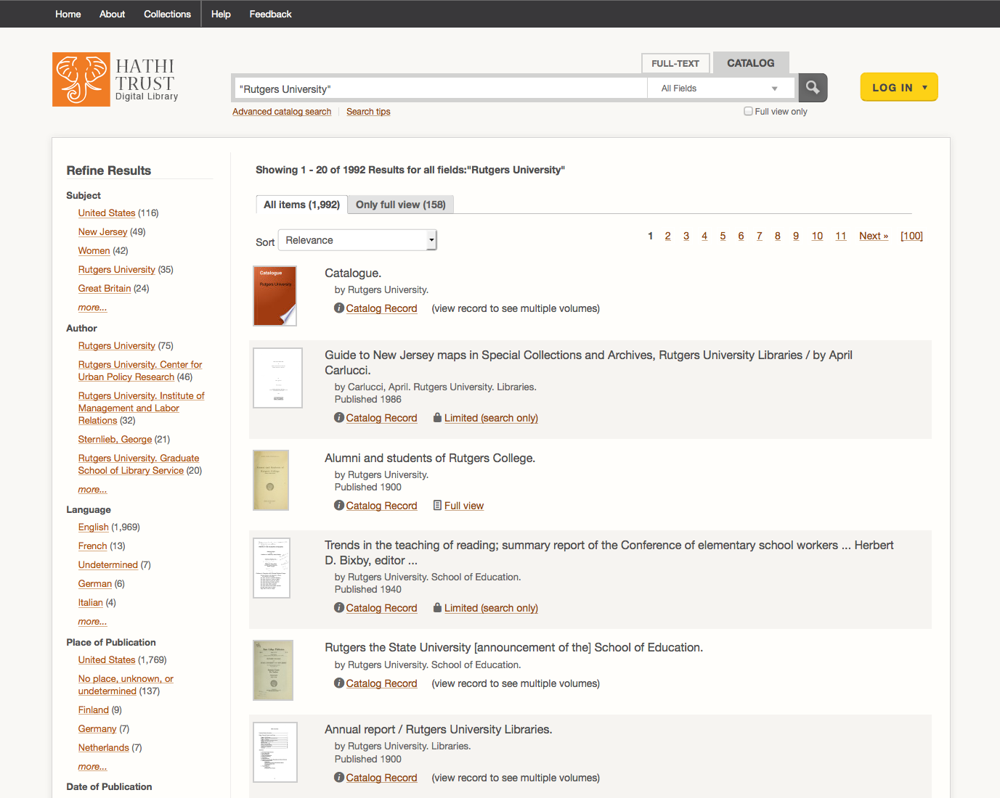 Home About Collections Help Feedback
HATHI
TRUST
Digital Library
FULL-TEXT CATALOG
"Rutgers University" All Fields
LOG IN
Advanced catalog search Search tips
Full view only
Refine Results
Subject
United States (116)
New Jersey (49)
Women (42)
Rutgers University (35)
Great Britain (24)
more...
Author
Rutgers University (75)
Rutgers University. Center for
Urban Policy Research (46)
Rutgers University. Institute of
Management and Labor
Relations (32)
Sternlieb, George (21)
Rutgers University. Graduate
School of Library Service (20)
more...
Language
English (1,969)
French (13)
Undetermined (7)
German (6)
Italian (4)
more...
Place of Publication
United States (1,769)
No place, unknown, or
undetermined (137)
Finland (9)
Germany (7)
Netherlands (7)
more...
Date of Publication
Showing 1 - 20 of 1992 Results for all fields:"Rutgers University"
All items (1,992) Only full view (158)
Sort Relevance
1 2 3 4 5 6 7 8 9 10 11 Next » [100]
Catalogue
Rutgers University
Catalogue.
by Rutgers University.
Catalog Record (view record to see multiple volumes)
Guide to New Jersey maps in Special Collections and Archives, Rutgers University Libraries / by April
Carlucci.
by Carlucci, April. Rutgers University. Libraries.
Published 1986
Catalog Record Limited (search only)
Alumni and students of Rutgers College.
by Rutgers University.
Published 1900
Catalog Record Full view
Trends in the teaching of reading; summary report of the Conference of elementary school workers ... Herbert
D. Bixby, editor ...
by Rutgers University. School of Education.
Published 1940
Catalog Record Limited (search only)
Rutgers the State University [announcement of the] School of Education.
by Rutgers University. School of Education.
Catalog Record (view record to see multiple volumes)
Annual report / Rutgers University Libraries.
by Rutgers University. Libraries.
Published 1900
Catalog Record (view record to see multiple volumes)